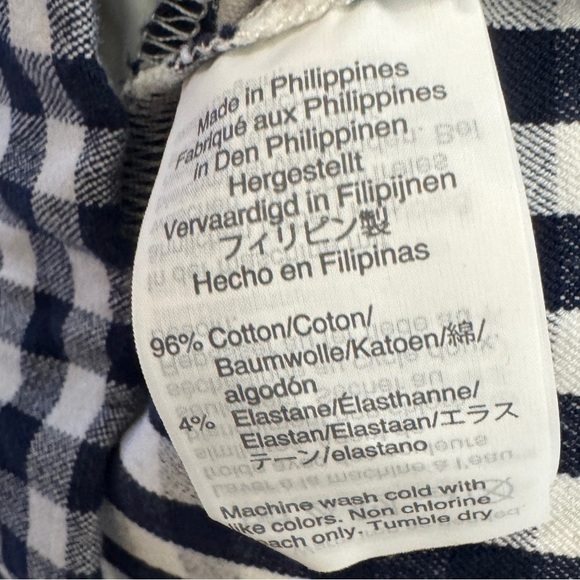 Made in Philippines
Fabriqué aux Philippines
in Den Philippinen
Hergestellt
Vervaardigd in Filipijnen
フィリピン製
Hecho en Filipinas
96% Cotton/Coton/
Baumwolle/Katoen/綿/
algodón
4% Elastane/Élasthanne/
Elastan/Elastaan/エラス
テーン/elastano
Machine wash cold with
like colors. Non chlorine
each only. Tumble dry